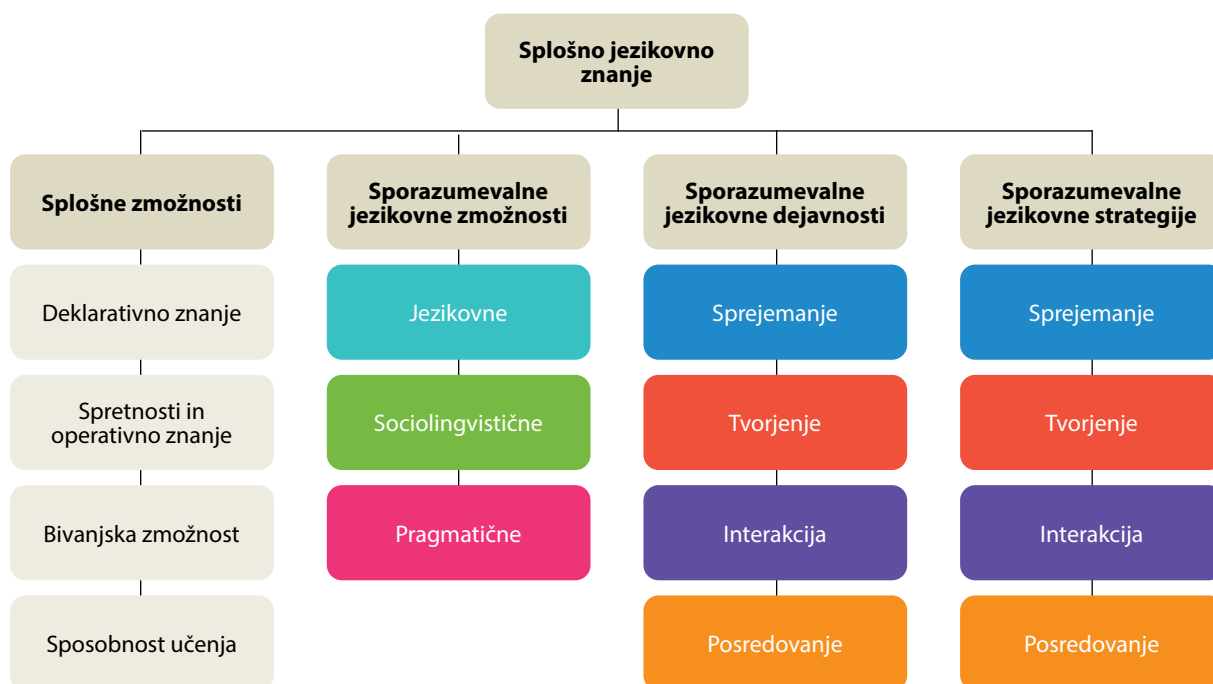 Splošno jezikovno
znanje
Splošne zmožnosti
Sporazumevalne
jezikovne zmožnosti
Sporazumevalne
jezikovne dejavnosti
Sporazumevalne
jezikovne strategije
Deklarativno znanje
Jezikovne
Sprejemanje
Sprejemanje
Spretnosti in
operativno znanje
Sociolingvistične
Tvorjenje
Tvorjenje
Bivanjska zmožnost
Pragmatične
Interakcija
Interakcija
Sposobnost učenja
Posredovanje
Posredovanje